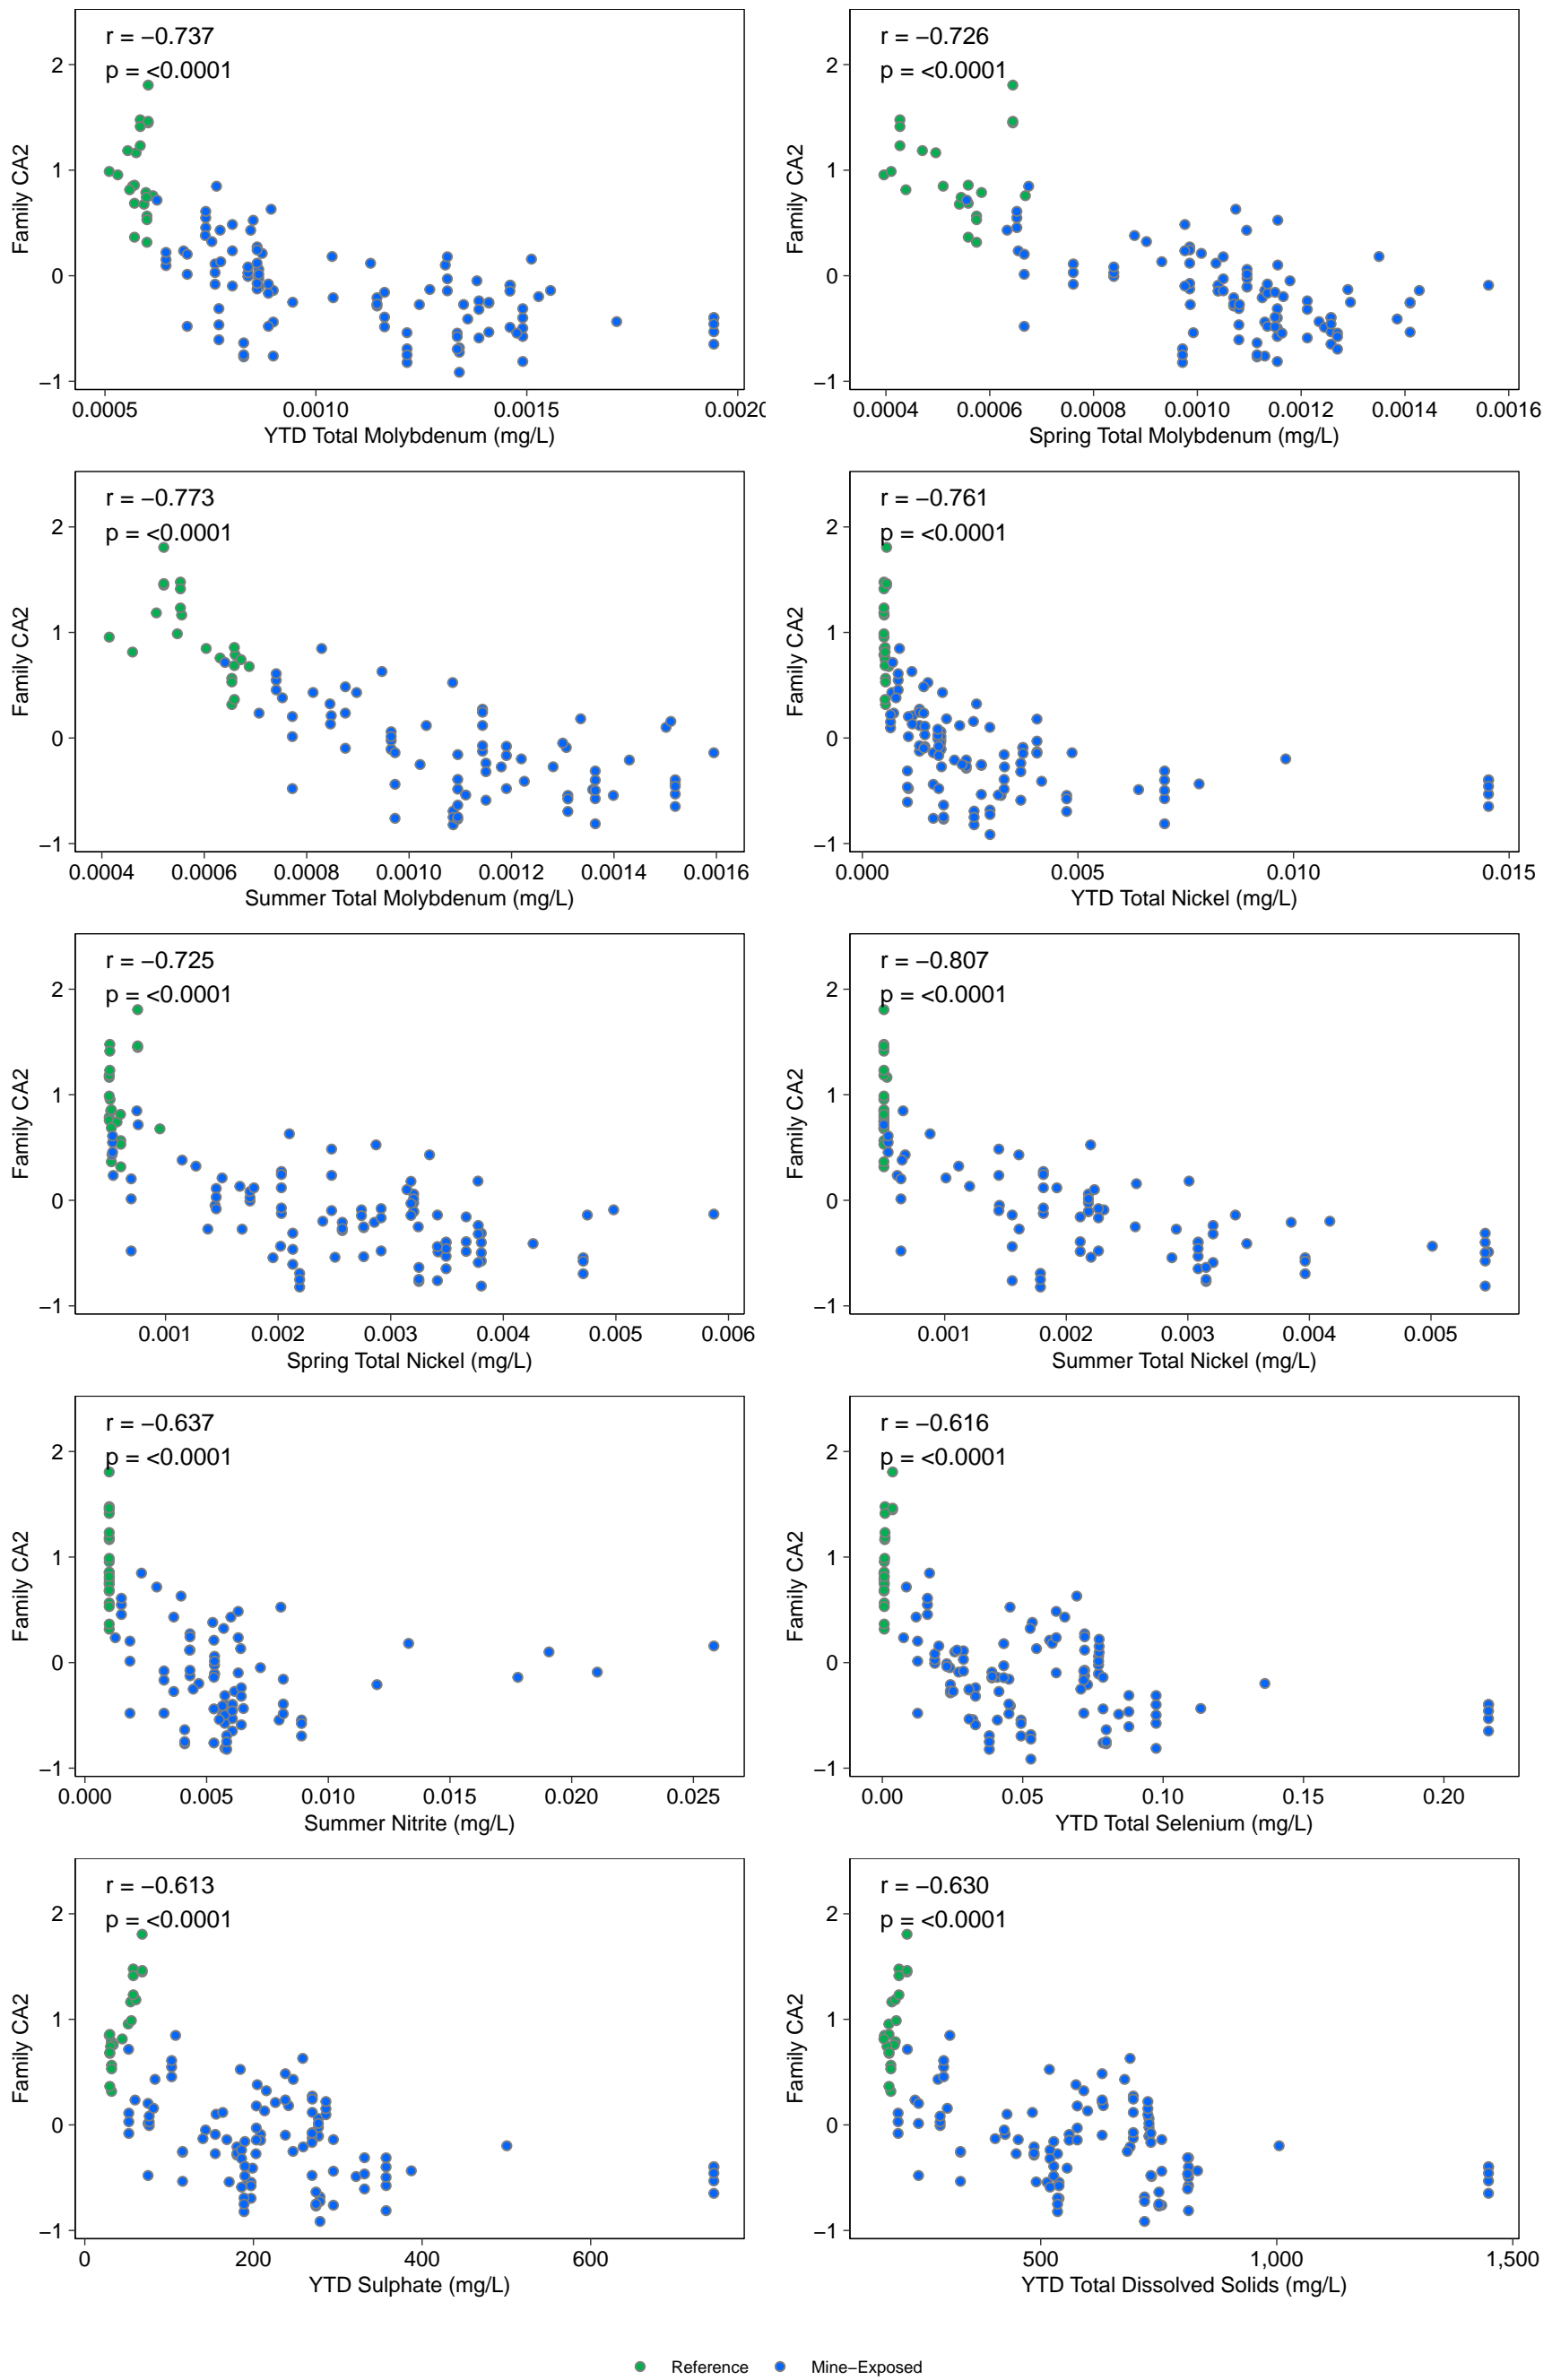 r = −0.737
p = <0.0001
2
1
0
−1
Family CA2
0.0005 0.0010 0.0015 0.0020
YTD Total Molybdenum (mg/L)
r = −0.726
p = <0.0001
2
1
0
−1
Family CA2
0.0004 0.0006 0.0008 0.0010 0.0012 0.0014 0.0016
Spring Total Molybdenum (mg/L)
r = −0.773
p = <0.0001
2
1
0
−1
Family CA2
0.0004 0.0006 0.0008 0.0010 0.0012 0.0014 0.0016
Summer Total Molybdenum (mg/L)
r = −0.761
p = <0.0001
2
1
0
−1
Family CA2
0.000 0.005 0.010 0.015
YTD Total Nickel (mg/L)
r = −0.725
p = <0.0001
2
1
0
−1
Family CA2
0.001 0.002 0.003 0.004 0.005 0.006
Spring Total Nickel (mg/L)
r = −0.807
p = <0.0001
2
1
0
−1
Family CA2
0.001 0.002 0.003 0.004 0.005
Summer Total Nickel (mg/L)
r = −0.637
p = <0.0001
2
1
0
−1
Family CA2
0.000 0.005 0.010 0.015 0.020 0.025
Summer Nitrite (mg/L)
r = −0.616
p = <0.0001
2
1
0
−1
Family CA2
0.00 0.05 0.10 0.15 0.20
YTD Total Selenium (mg/L)
r = −0.613
p = <0.0001
2
1
0
−1
Family CA2
0 200 400 600
YTD Sulphate (mg/L)
r = −0.630
p = <0.0001
2
1
0
−1
Family CA2
500 1,000 1,500
YTD Total Dissolved Solids (mg/L)
Reference Mine−Exposed